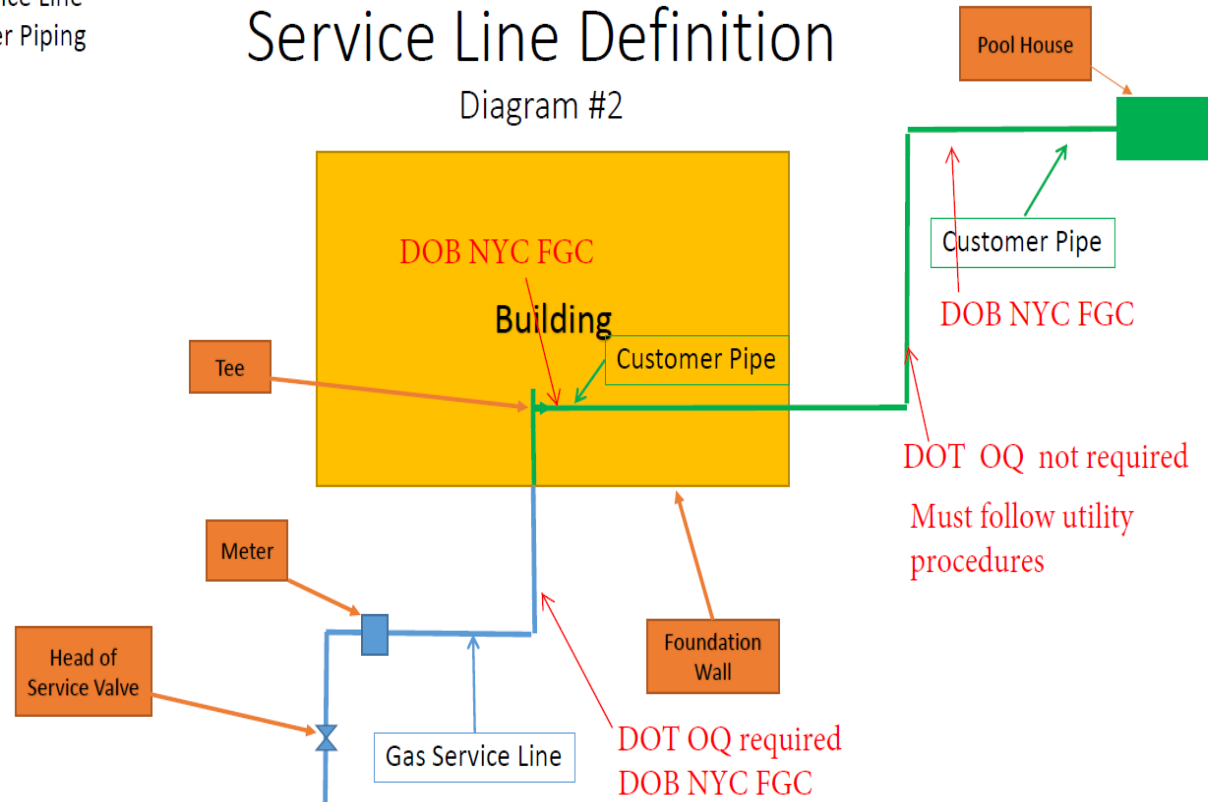 ice Line
er Piping
Service Line Definition
Diagram #2
Pool House
DOB NYC FGC
Building
Customer Pipe
Customer Pipe
DOB NYC FGC
Tee
DOT OQ not required
Must follow utility
procedures
Meter
Foundation
Wall
Head of
Service Valve
Gas Service Line
DOT OQ required
DOB NYC FGC